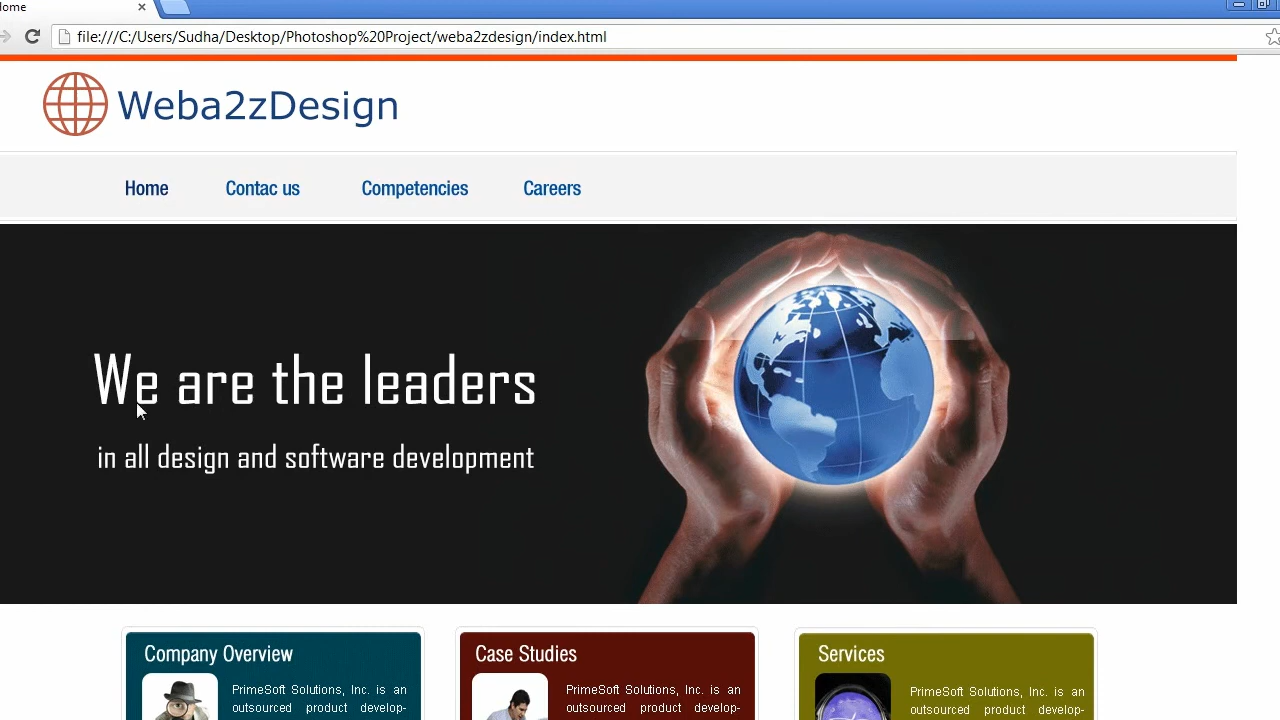 ome
file:///C:/Users/Sudha/Desktop/Photoshop%20Project/weba2zdesign/index.html
Weba2zDesign
Home Contac us Competencies Careers
We are the leaders
in all design and software development
Company Overview
PrimeSoft Solutions, Inc. is an
outsourced product develop-
Case Studies
PrimeSoft Solutions, Inc. is an
outsourced product develop-
Services
PrimeSoft Solutions, Inc. is an
outsourced product develop-